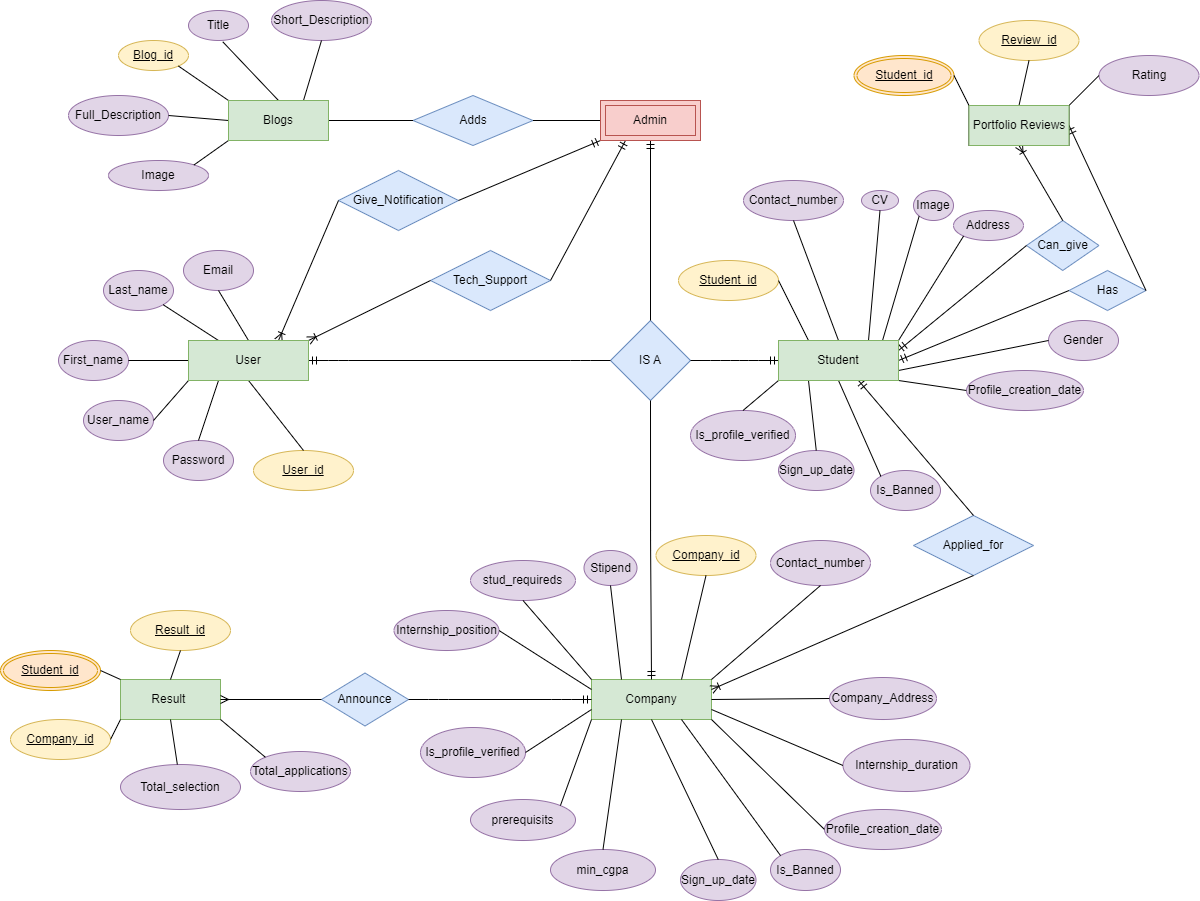 Title
Short_Description
Blog_id
Full_Description
Blogs
Image
Adds
Admin
Review_id
Student_id
Rating
Portfolio Reviews
Give_Notification
Tech_Support
Contact_number
CV
Image
Address
Can_give
Has
Student_id
Email
Last_name
First_name
User
User_name
Password
User_id
IS A
Student
Gender
Profile_creation_date
Is_profile_verified
Sign_up_date
Is_Banned
Applied_for
Company_id
Contact_number
Stipend
stud_requireds
Internship_position
Result_id
Student_id
Result
Company_id
Total_selection
Total_applications
Announce
Company
Company_Address
Is_profile_verified
Internship_duration
prerequisits
Profile_creation_date
min_cgpa
Sign_up_date
Is_Banned